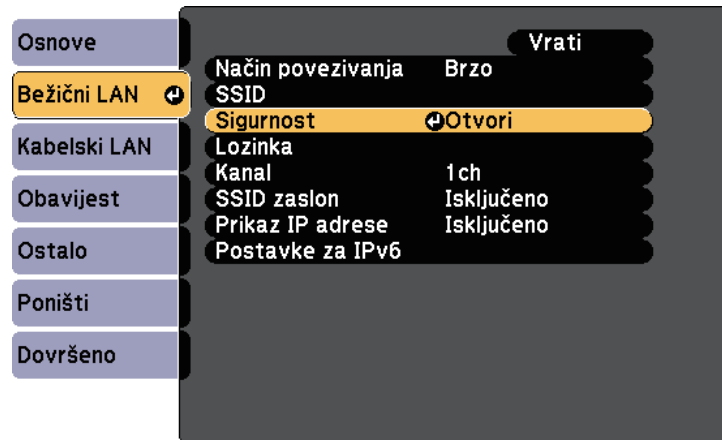 Osnove
Bežični LAN
Kabelski LAN
Obavijest
Ostalo
Poništi
Dovršeno
Vrati
Način povezivanja Brzo
SSID
Sigurnost Otvori
Lozinka
Kanal 1ch
SSID zaslon Isključeno
Prikaz IP adrese Isključeno
Postavke za IPv6